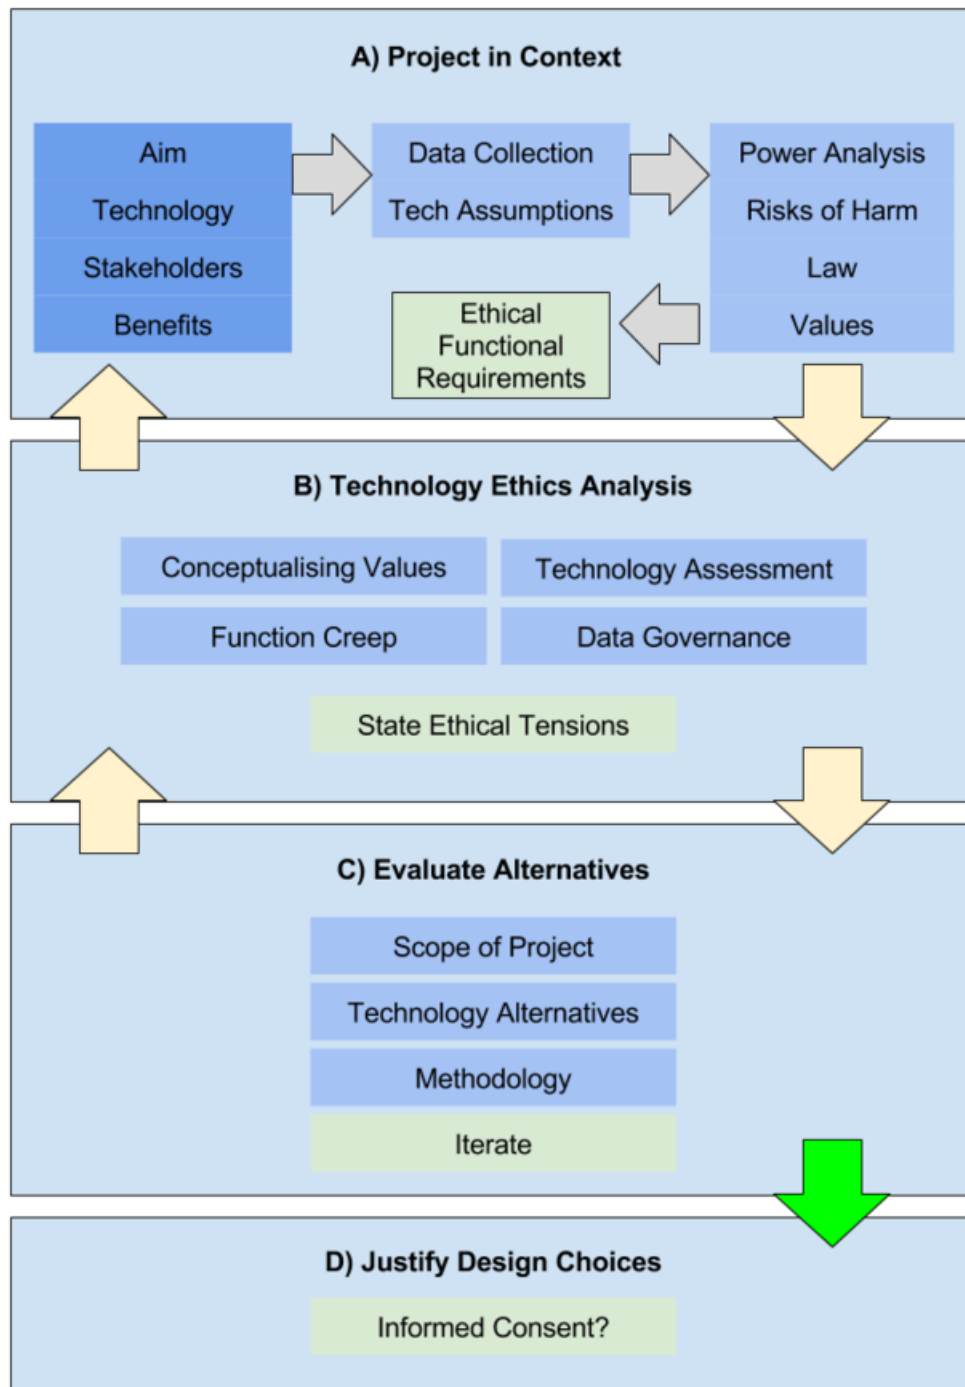 A) Project in Context
Aim
Technology
Stakeholders
Benefits
Data Collection
Tech Assumptions
Power Analysis
Risks of Harm
Law
Values
Ethical
Functional
Requirements
B) Technology Ethics Analysis
Conceptualising Values
Technology Assessment
Function Creep
Data Governance
State Ethical Tensions
C) Evaluate Alternatives
Scope of Project
Technology Alternatives
Methodology
Iterate
D) Justify Design Choices
Informed Consent?